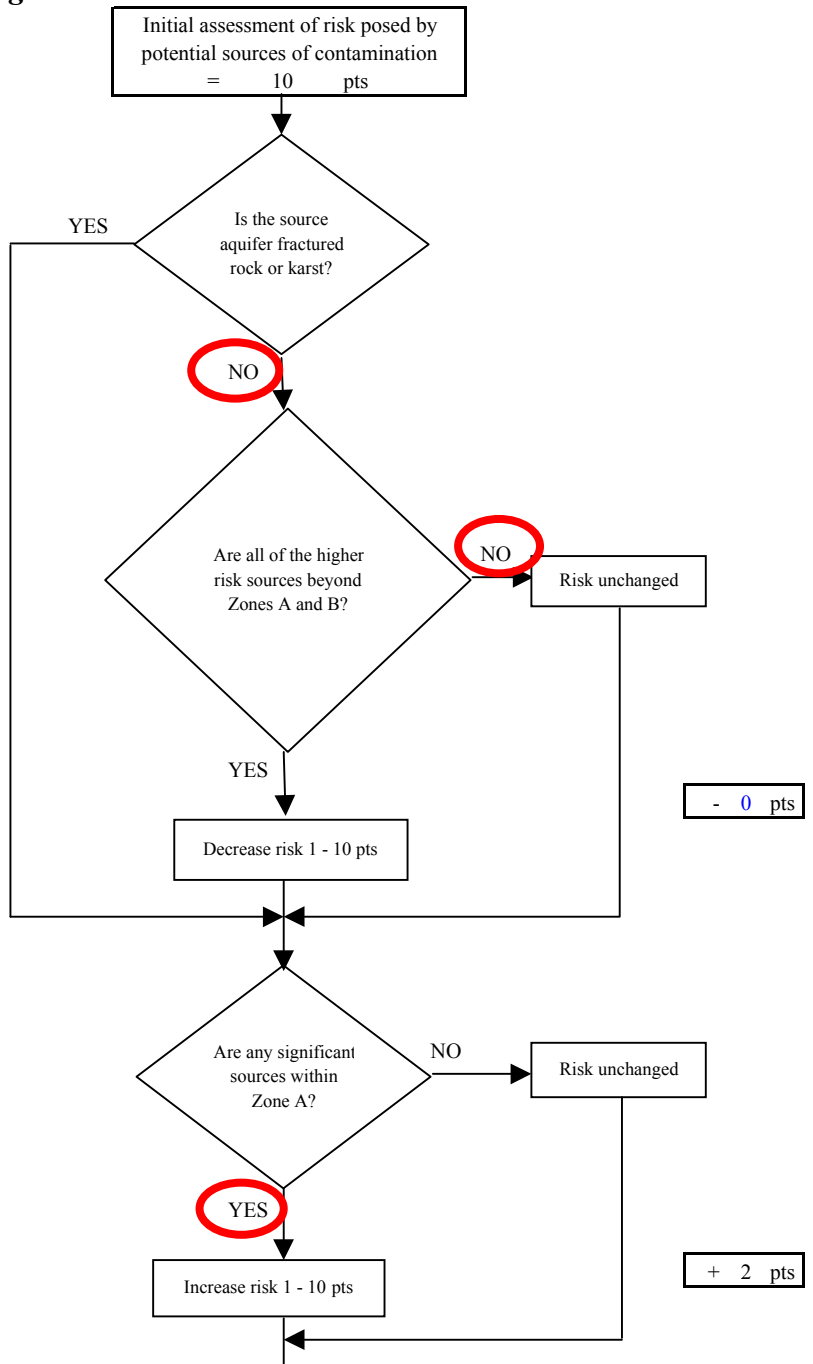 g
Initial assessment of risk posed by
potential sources of contamination
= 10 pts
YES
Is the source
aquifer fractured
rock or karst?
NO
Are all of the higher
risk sources beyond
Zones A and B?
NO
Risk unchanged
YES
- 0 pts
Decrease risk 1 - 10 pts
Are any significant
sources within
Zone A?
NO
Risk unchanged
YES
+ 2 pts
Increase risk 1 - 10 pts